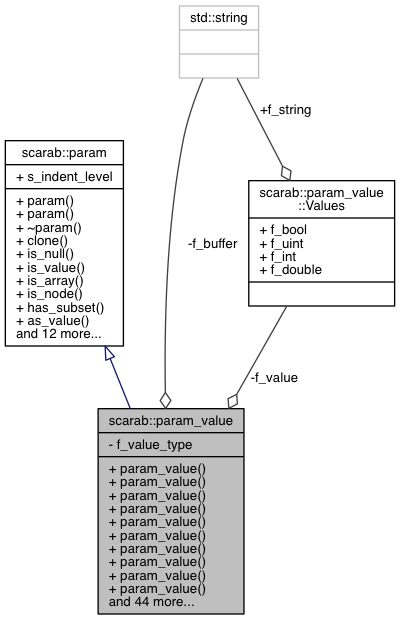 std::string
+f_string
scarab::param
+ s_indent_level
+ param()
+ param()
+ ~param()
+ clone()
+ is_null()
+ is_value()
+ is_array()
+ is_node()
+ has_subset()
+ as_value()
and 12 more...
scarab::param_value
::Values
+ f_bool
+ f_uint
+ f_int
+ f_double
-f_buffer
-f_value
scarab::param_value
- f_value_type
+ param_value()
+ param_value()
+ param_value()
+ param_value()
+ param_value()
+ param_value()
+ param_value()
+ param_value()
+ param_value()
+ param_value()
and 44 more...